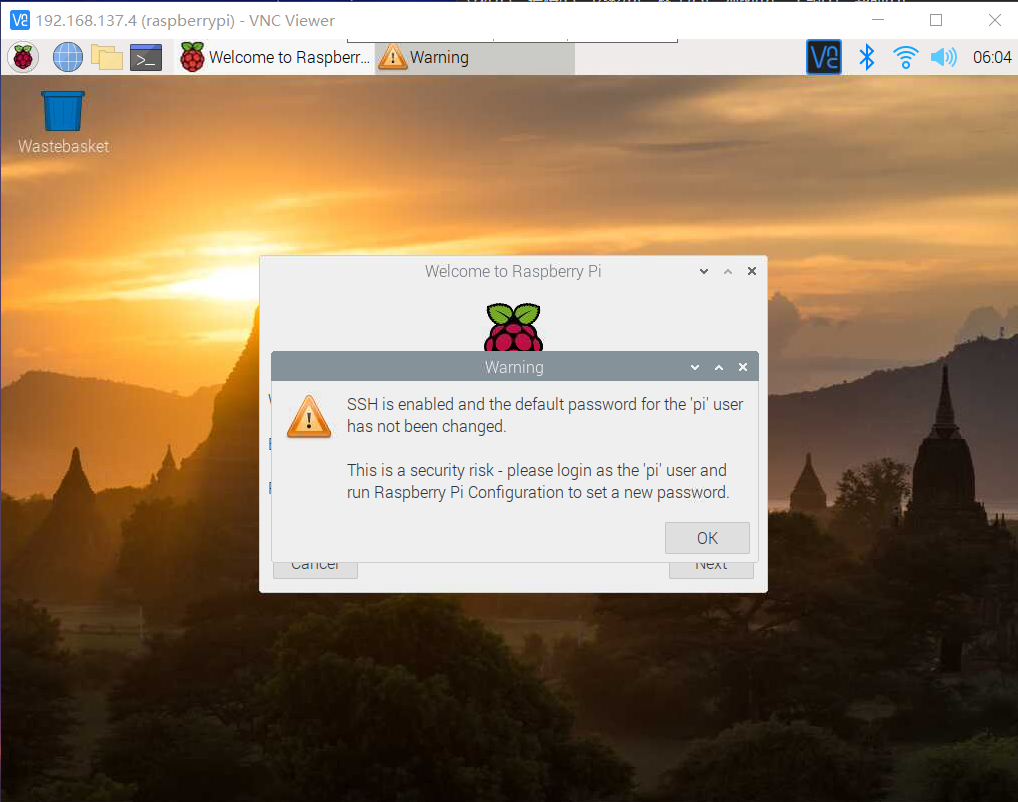 192.168.137.4 (raspberrypi) - VNC Viewer
Welcome to Raspberr... Warning 06:04
Wastebasket
Welcome to Raspberry Pi
Warning
SSH is enabled and the default password for the 'pi' user
has not been changed.
This is a security risk - please login as the 'pi' user and
run Raspberry Pi Configuration to set a new password.
OK
Cancel Next